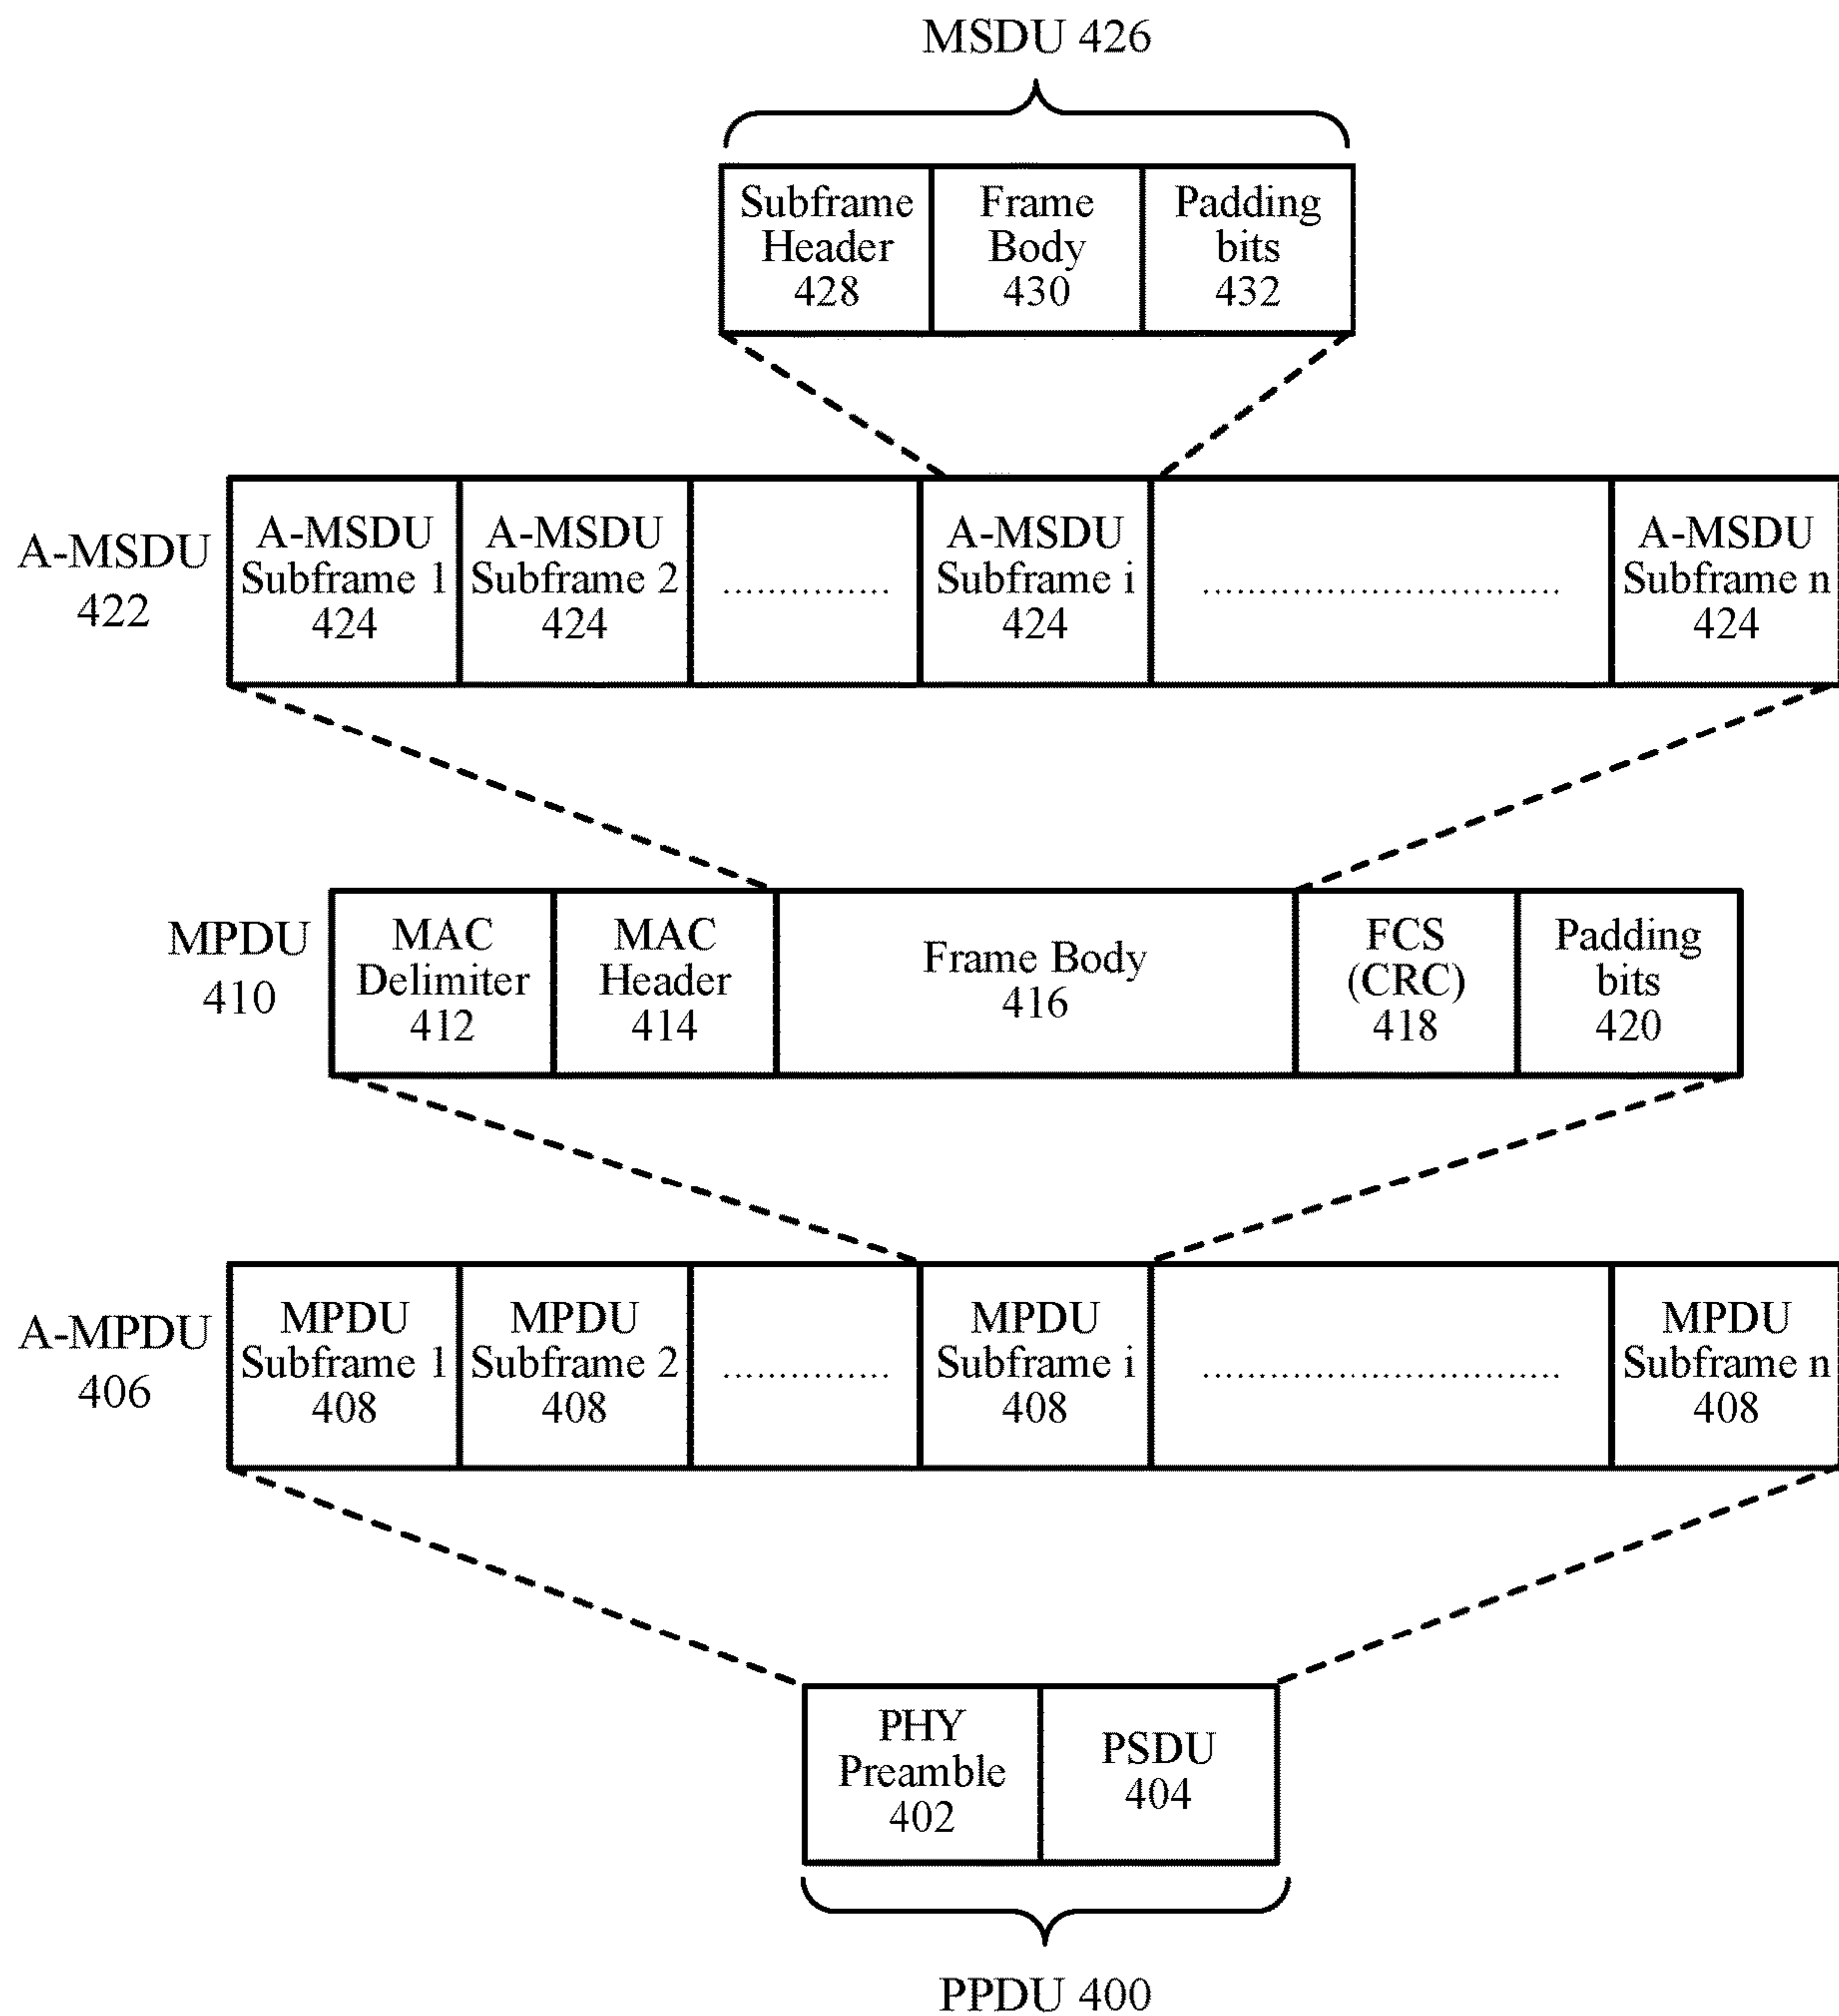 MSDU 426
Subframe
Header
428
Frame
Body
430
Padding
bits
432
A-MSDU
422
A-MSDU
Subframe 1
424
A-MSDU
Subframe 2
424
..............
A-MSDU
Subframe i
424
..............................
A-MSDU
Subframe n
424
MPDU
410
MAC
Delimiter
412
MAC
Header
414
Frame Body
416
FCS
(CRC)
418
Padding
bits
420
A-MPDU
406
MPDU
Subframe 1
408
MPDU
Subframe 2
408
..............
MPDU
Subframe i
408
..............................
MPDU
Subframe n
408
PHY
Preamble
402
PSDU
404
PPDU 400